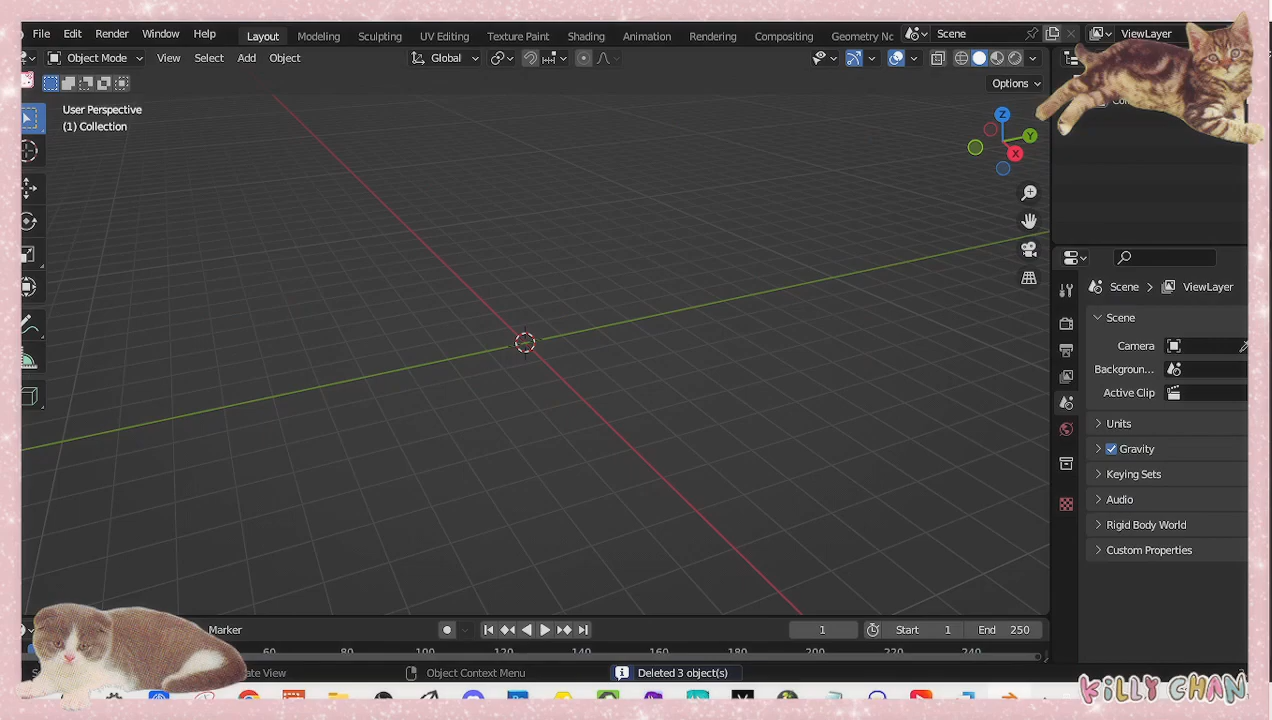 File Edit Render Window Help Layout Modeling Sculpting UV Editing Texture Paint Shading Animation Rendering Compositing Geometry Nc Scene ViewLayer
Object Mode View Select Add Object Global
Options
User Perspective
(1) Collection
Z
Y
X
Scene > ViewLayer
Scene
Camera
Backgroun...
Active Clip
Units
Gravity
Keying Sets
Audio
Rigid Body World
Custom Properties
Marker 1 Start 1 End 250
60 80 100 120 140 160 180 200 220 240
ate View Object Context Menu Deleted 3 object(s)
KiLLY CHAN